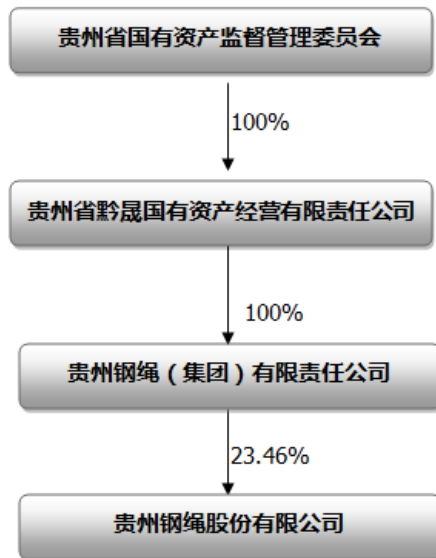 贵州省国有资产监督管理委员会
100%
贵州省黔晟国有资产经营有限责任公司
100%
贵州钢绳（集团）有限责任公司
23.46%
贵州钢绳股份有限公司